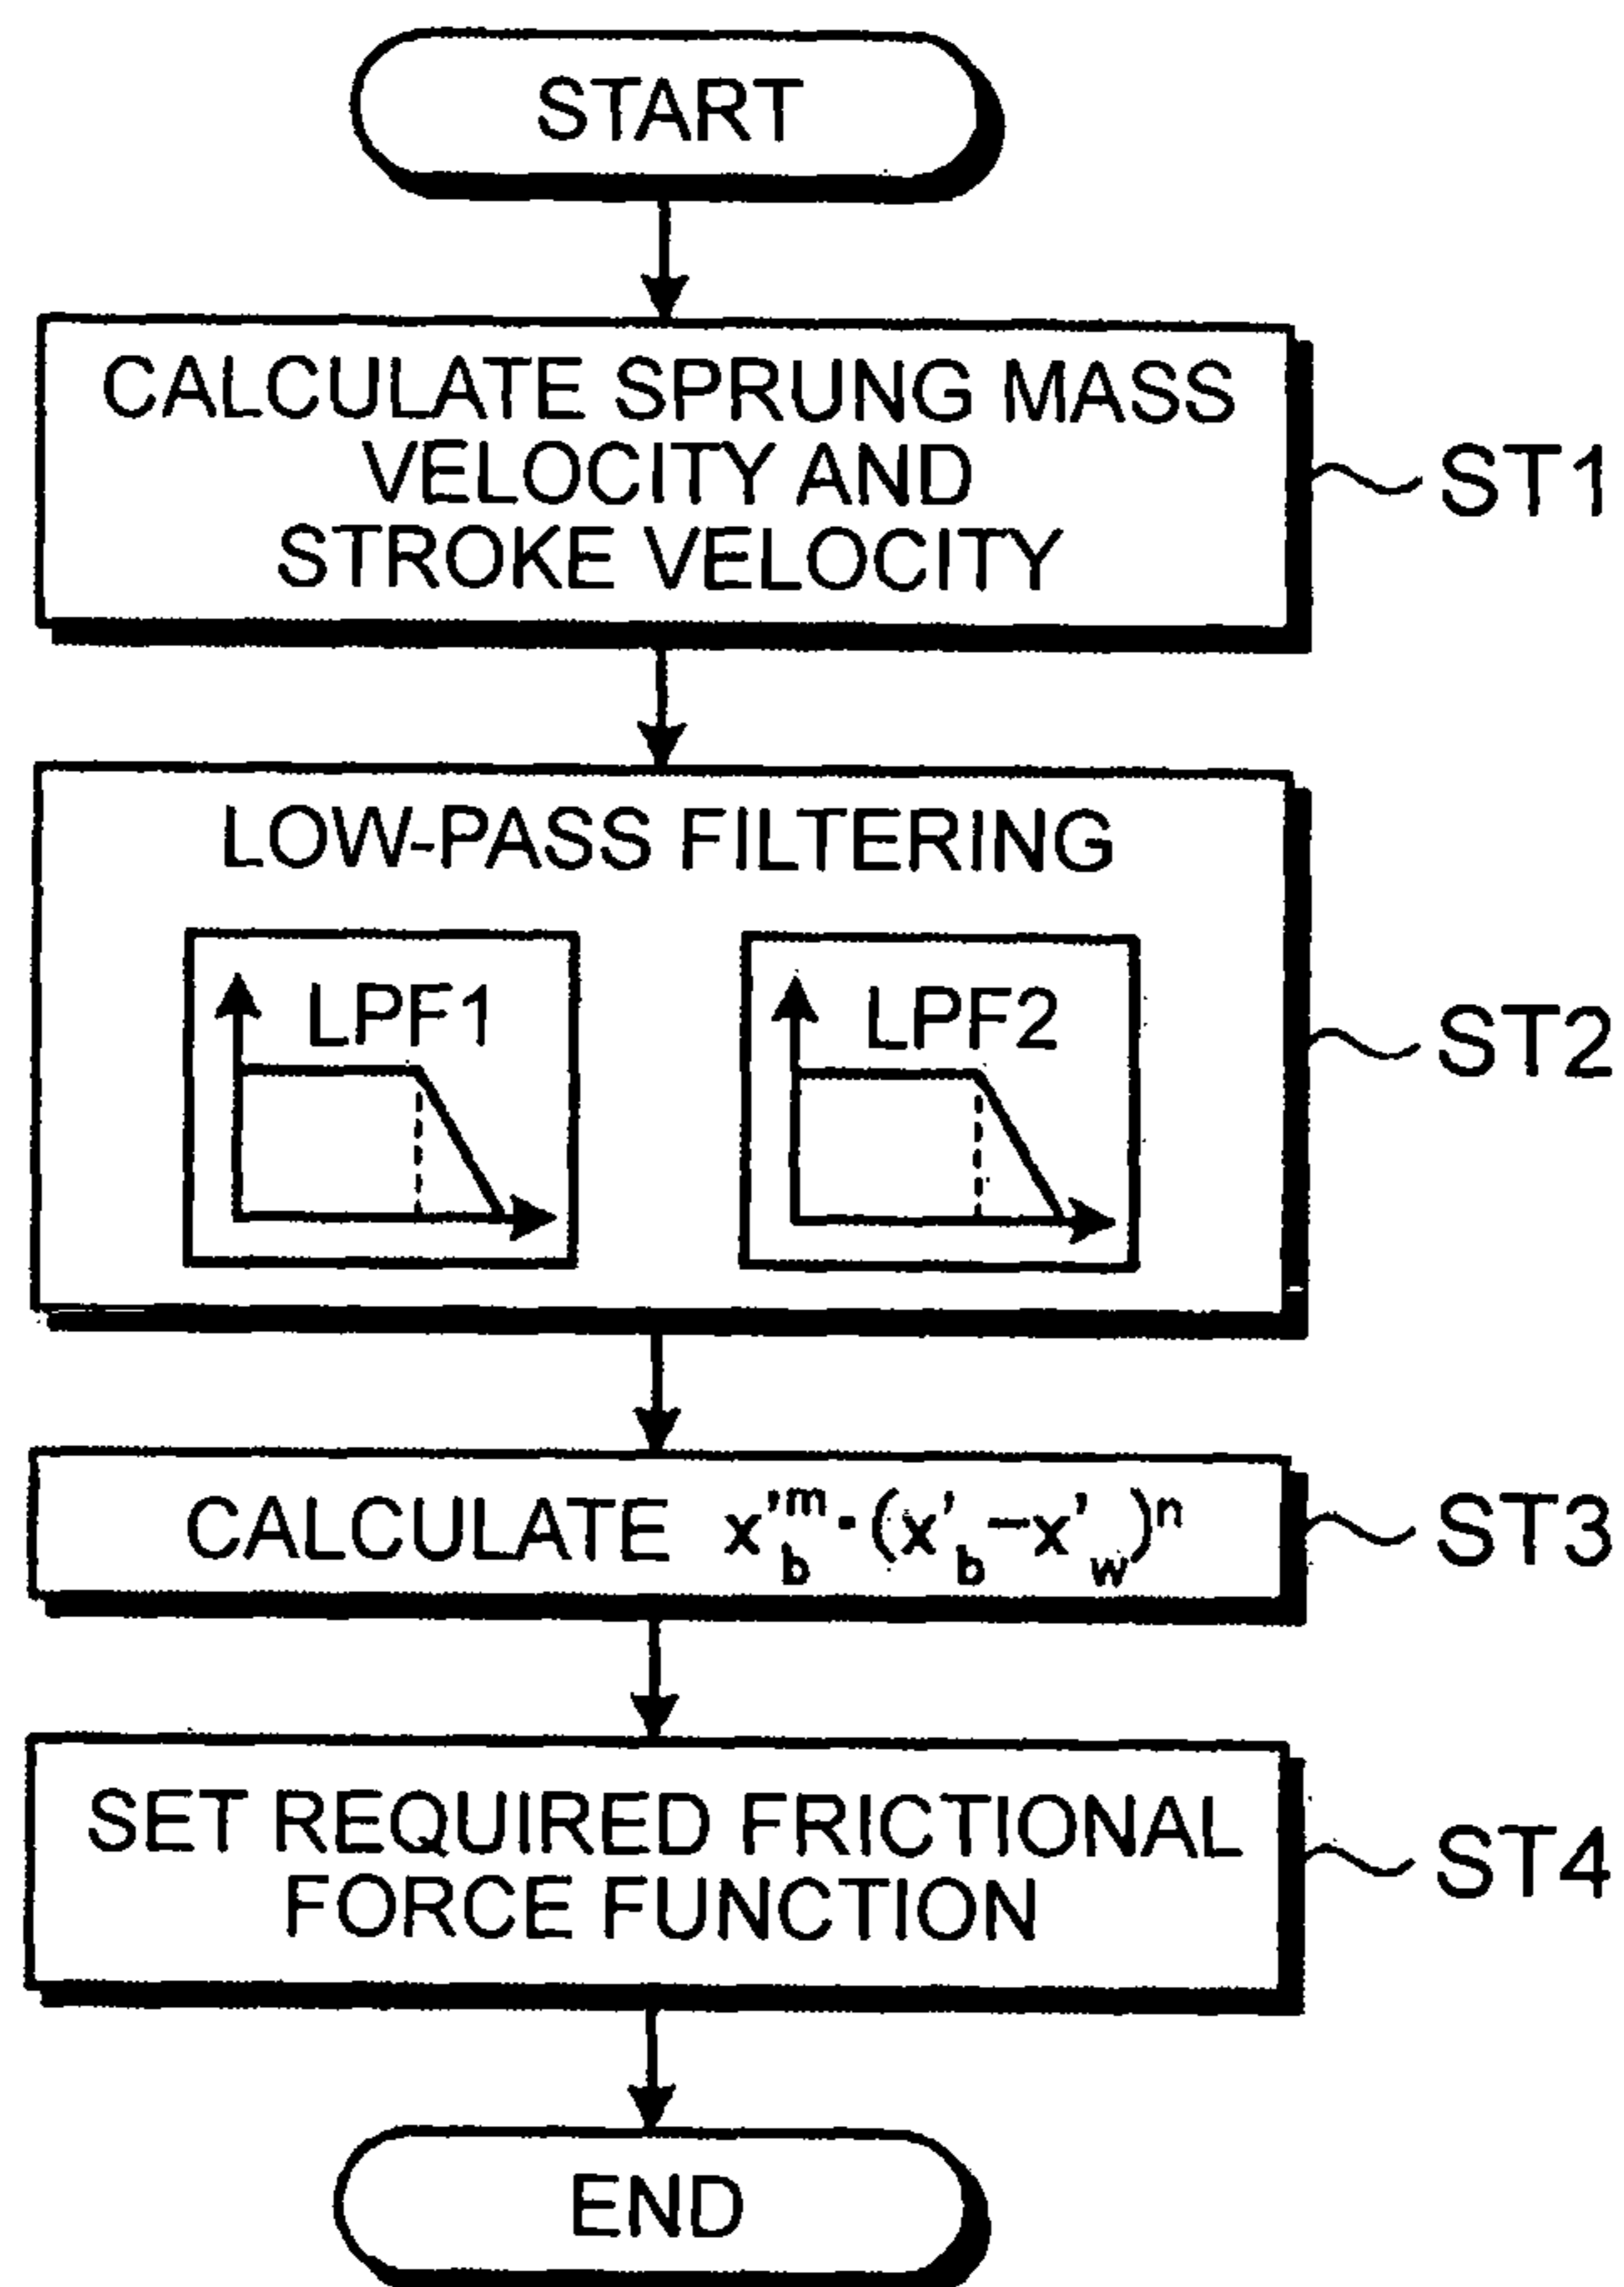 START
CALCULATE SPRUNG MASS
VELOCITY AND
STROKE VELOCITY
ST1
LOW-PASS FILTERING
LPF1
LPF2
ST2
CALCULATE x'_b^m·(x'_b-x'_w)^n
ST3
SET REQUIRED FRICTIONAL
FORCE FUNCTION
ST4
END